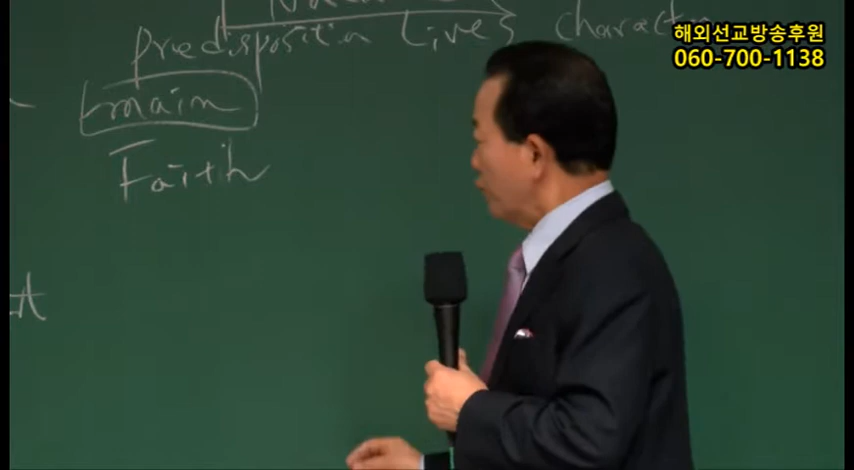 predisposition Lives character
main
Faith
해외선교방송후원
060-700-1138